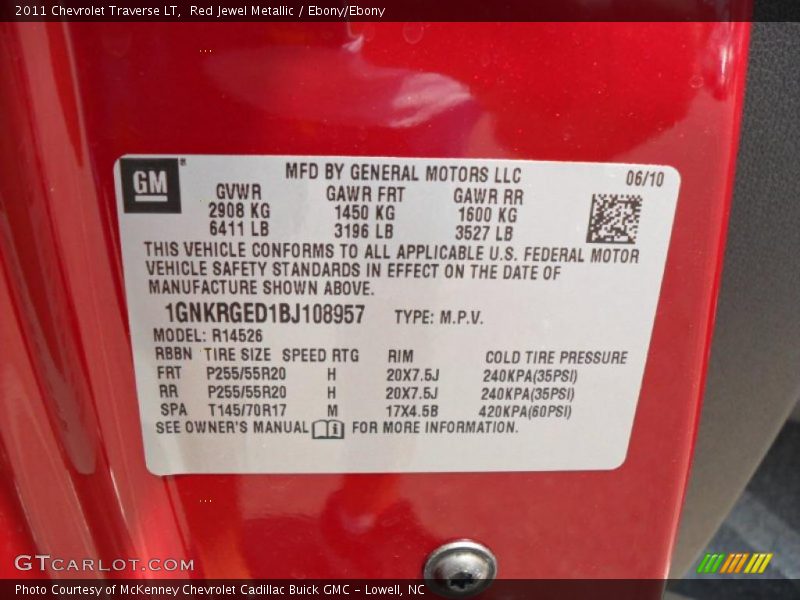 2011 Chevrolet Traverse LT, Red Jewel Metallic / Ebony/Ebony
GM ®
MFD BY GENERAL MOTORS LLC 06/10
GVWR GAWR FRT GAWR RR
2908 KG 1450 KG 1600 KG
6411 LB 3196 LB 3527 LB
THIS VEHICLE CONFORMS TO ALL APPLICABLE U.S. FEDERAL MOTOR
VEHICLE SAFETY STANDARDS IN EFFECT ON THE DATE OF
MANUFACTURE SHOWN ABOVE.
1GNKRGED1BJ108957 TYPE: M.P.V.
MODEL: R14526
RBBN TIRE SIZE SPEED RTG RIM COLD TIRE PRESSURE
FRT P255/55R20 H 20X7.5J 240KPA(35PSI)
RR P255/55R20 H 20X7.5J 240KPA(35PSI)
SPA T145/70R17 M 17X4.5B 420KPA(60PSI)
SEE OWNER'S MANUAL FOR MORE INFORMATION.
GTCARLOT.COM
Photo Courtesy of McKenney Chevrolet Cadillac Buick GMC - Lowell, NC